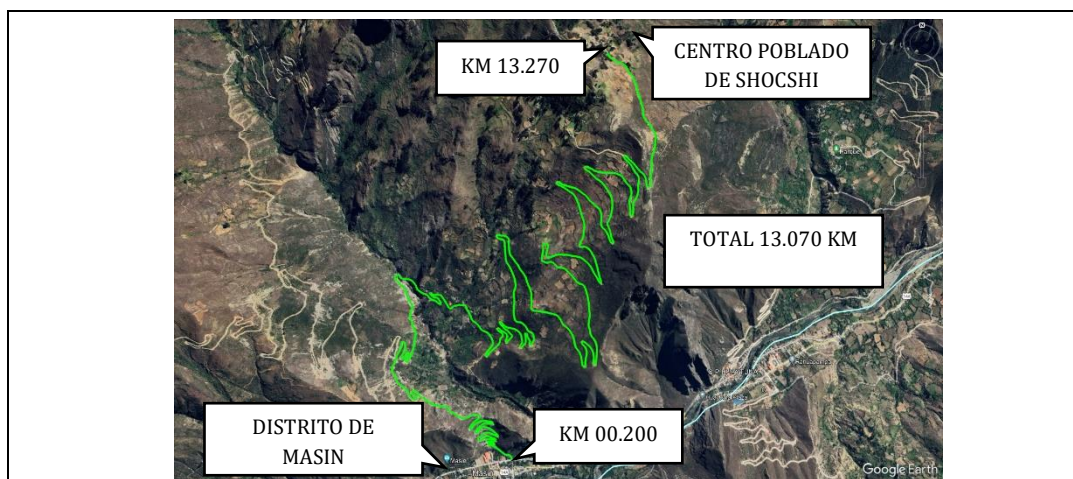 KM 13.270
CENTRO POBLADO
DE SHOCSHI
TOTAL 13.070 KM
DISTRITO DE
MASIN
KM 00.200
Google Earth